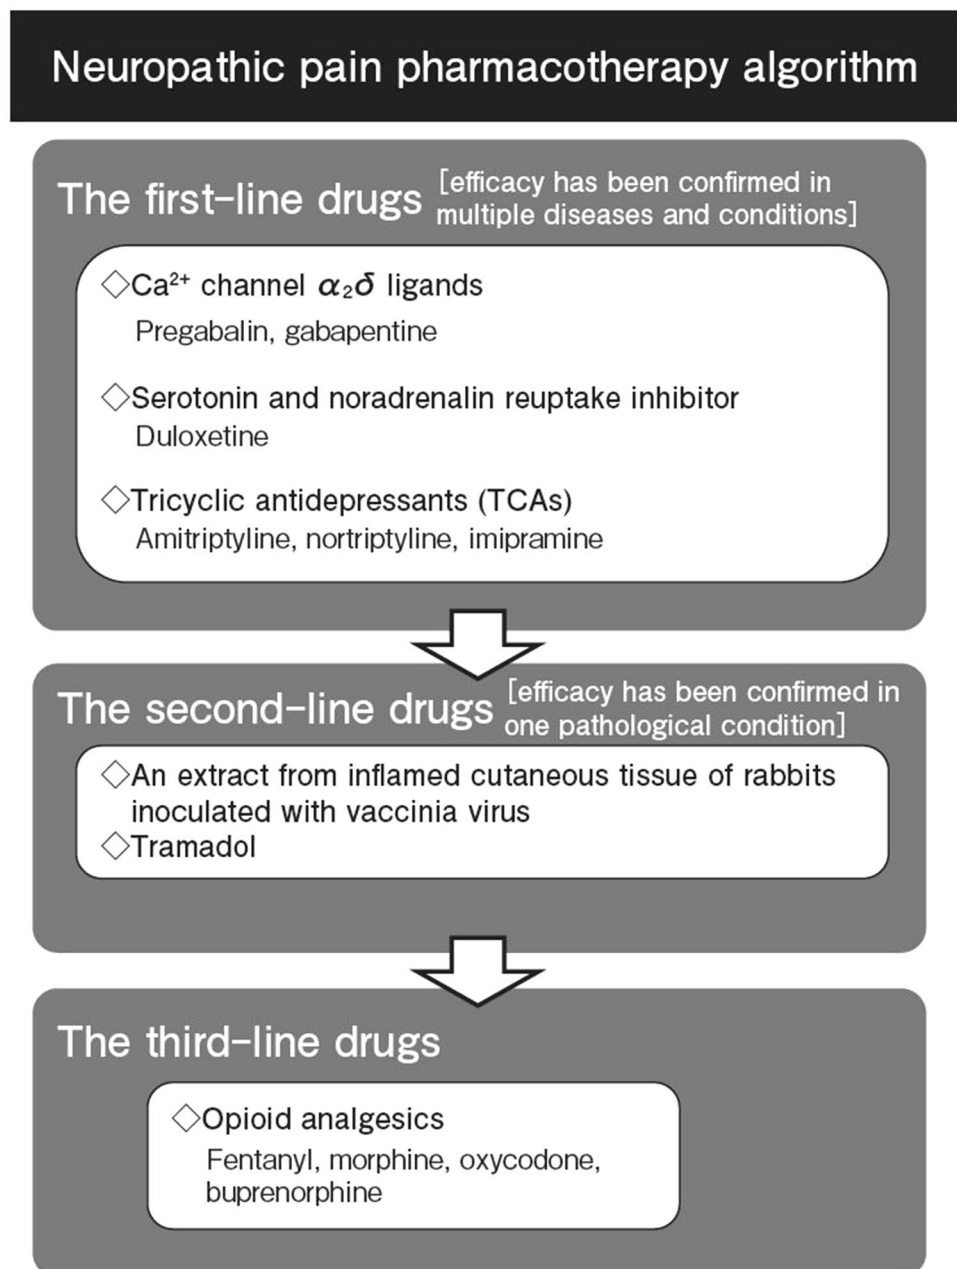 Neuropathic pain pharmacotherapy algorithm
The first-line drugs [efficacy has been confirmed in
multiple diseases and conditions]
◇Ca²⁺ channel α₂δ ligands
Pregabalin, gabapentine
◇Serotonin and noradrenalin reuptake inhibitor
Duloxetine
◇Tricyclic antidepressants (TCAs)
Amitriptyline, nortriptyline, imipramine
The second-line drugs [efficacy has been confirmed in
one pathological condition]
◇An extract from inflamed cutaneous tissue of rabbits
inoculated with vaccinia virus
◇Tramadol
The third-line drugs
◇Opioid analgesics
Fentanyl, morphine, oxycodone,
buprenorphine